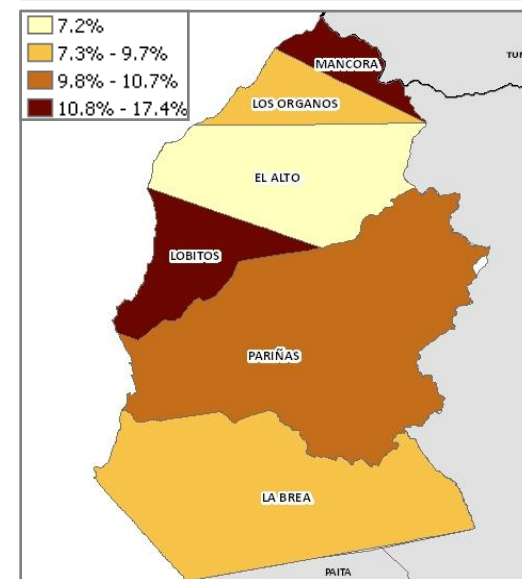 7.2%
7.3% - 9.7%
9.8% - 10.7%
10.8% - 17.4%
MANCORA
TUM
LOS ORGANOS
EL ALTO
LOBITOS
PARIÑAS
LA BREA
PAITA